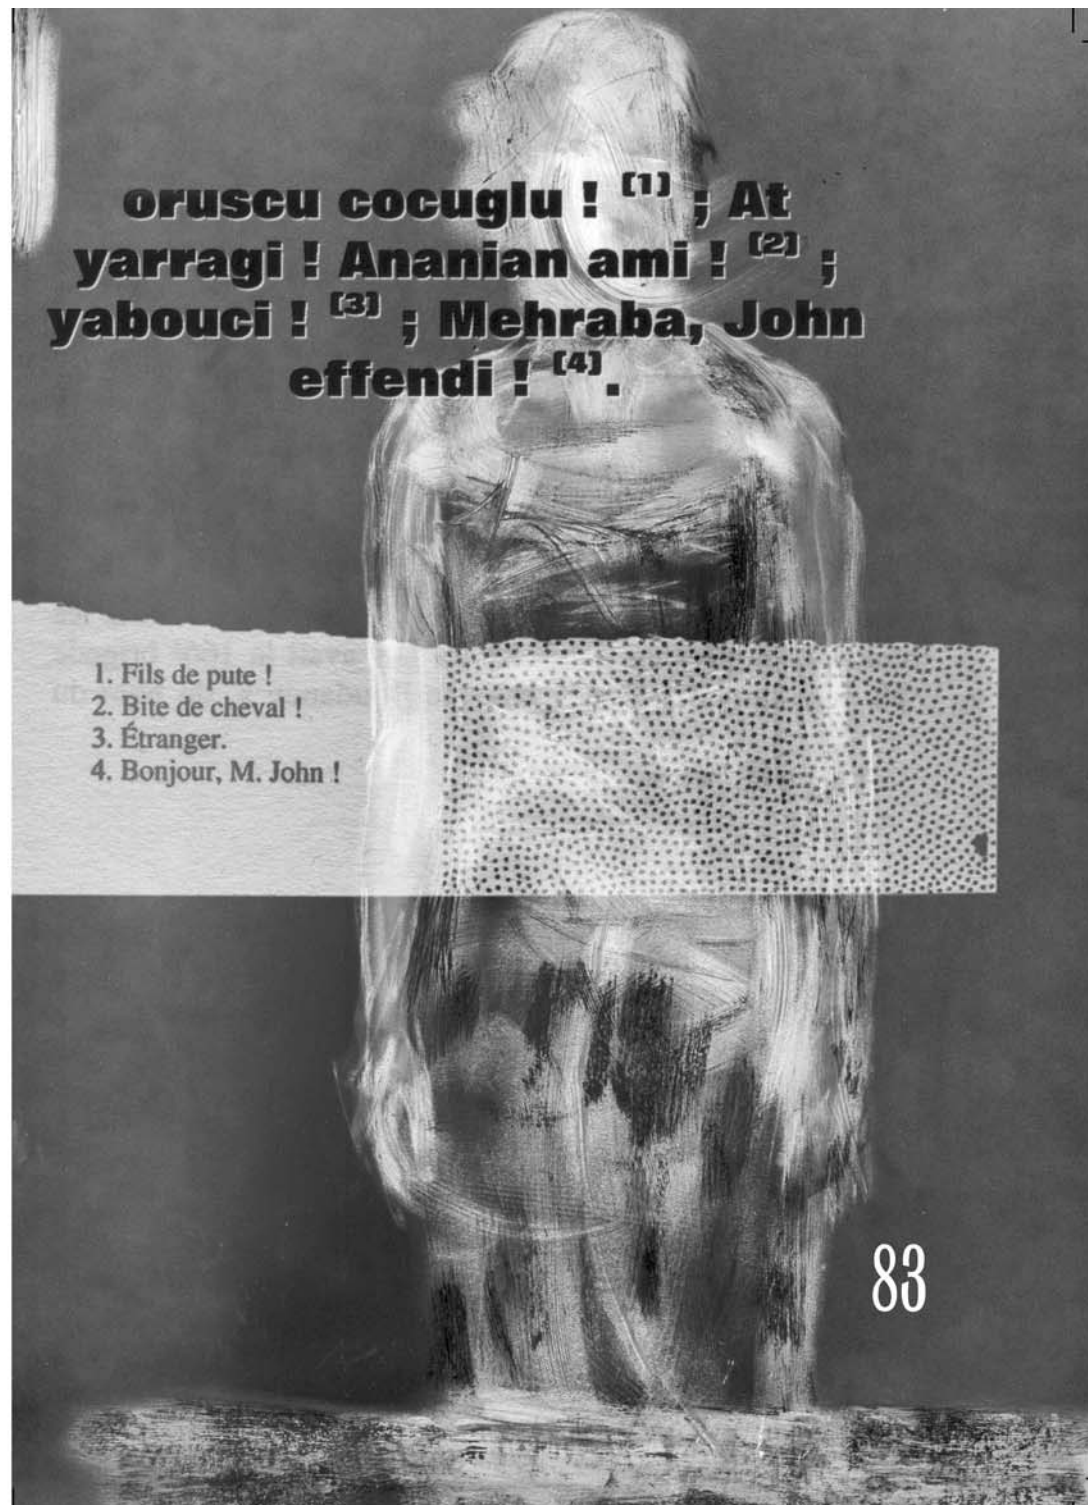 oruscu cocuglu ! (1) ; At
yarragi ! Ananian ami ! (2) ;
yabouci ! (3) ; Mehraba, John
effendi ! (4).
1. Fils de pute !
2. Bite de cheval !
3. Étranger.
4. Bonjour, M. John !
83